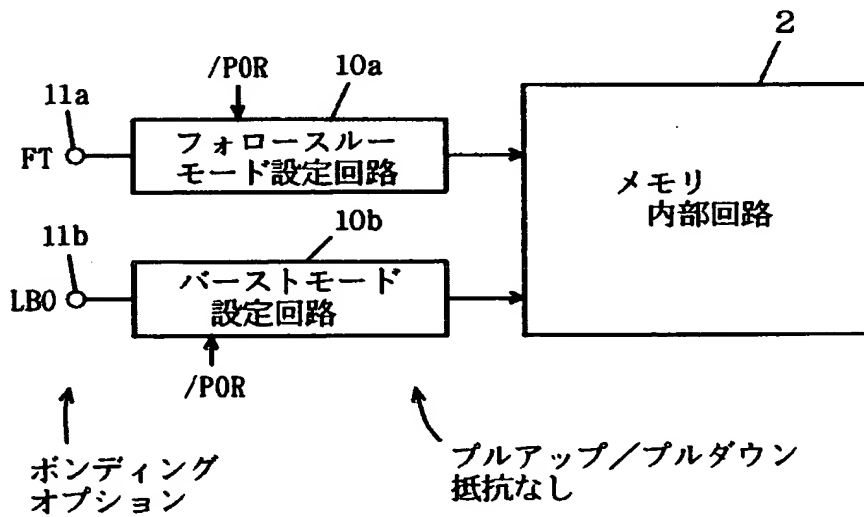 2
/POR
10a
11a
FT
フォロースルー
モード設定回路
メモリ
内部回路
11b
10b
LBO
バーストモード
設定回路
/POR
ボンディング
オプション
プルアップ／プルダウン
抵抗なし